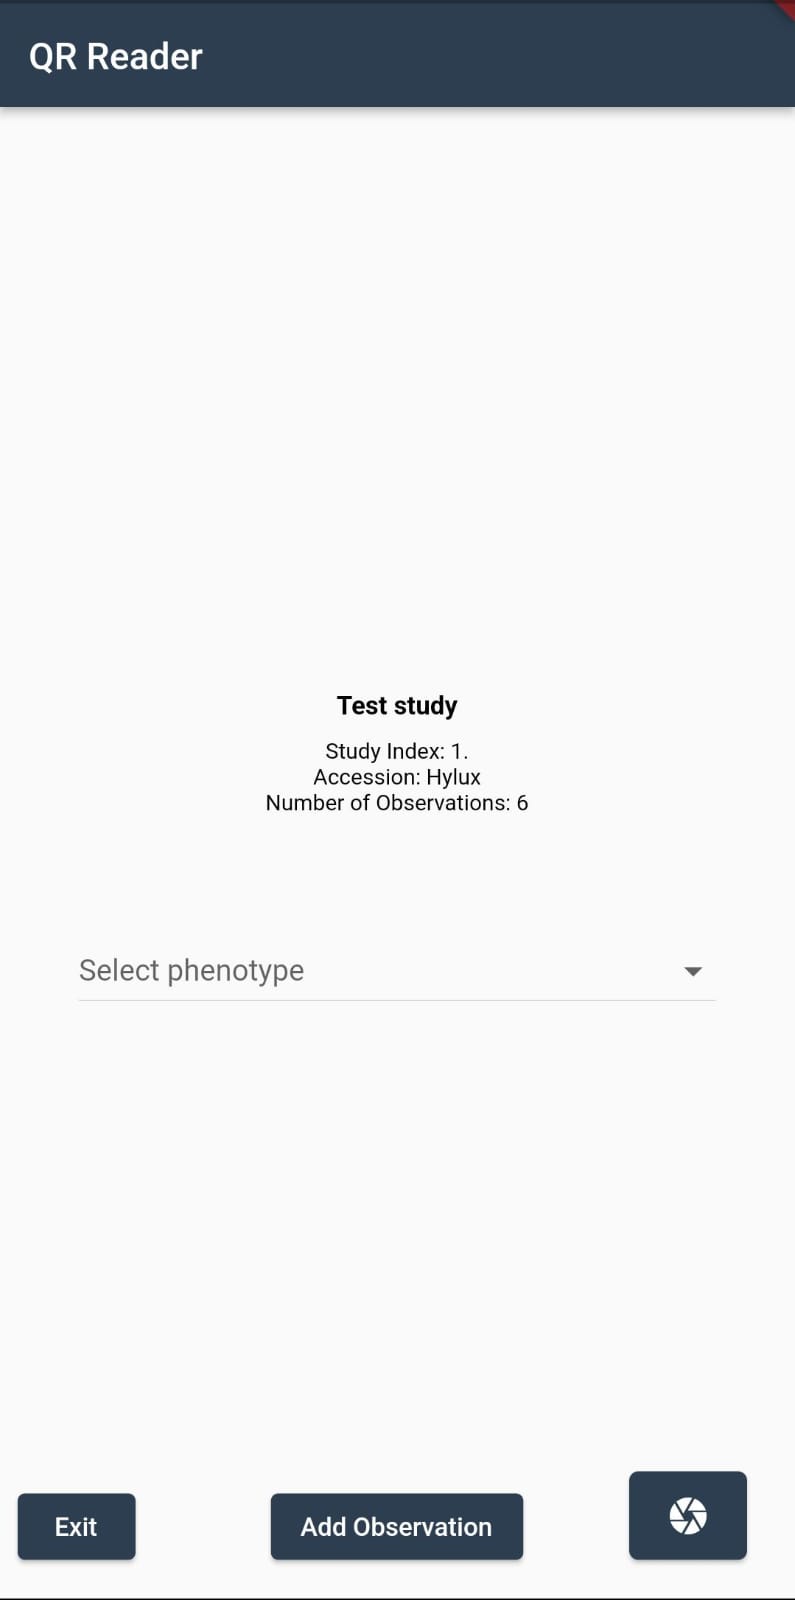 QR Reader
Test study
Study Index: 1.
Accession: Hylux
Number of Observations: 6
Select phenotype
Exit
Add Observation